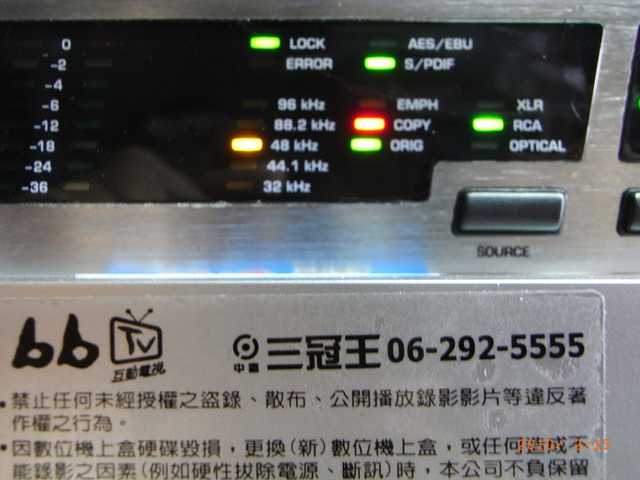 0 LOCK AES/EBU
-2 ERROR S/PDIF
-4
-6 96 kHz EMPH XLR
-12 88.2 kHz COPY RCA
-18 48 kHz ORIG OPTICAL
-24 44.1 kHz
-36 32 kHz
SOURCE
bb TV 互動電視
中嘉 三冠王 06-292-5555
•禁止任何未經授權之盜錄、散布、公開播放錄影影片等違反著
作權之行為。
•因數位機上盒硬碟毀損，更換(新)數位機上盒，或任何造成不
能錄影之因素(例如硬性拔除電源、斷訊)時，本公司不負保留